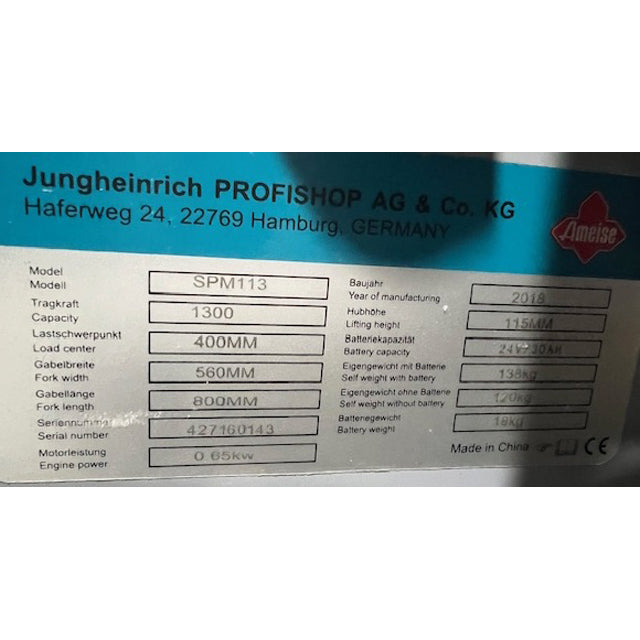 Jungheinrich PROFISHOP AG & Co. KG
Haferweg 24, 22769 Hamburg, GERMANY
Ameise
Model
Modell
SPM113
Tragkraft
Capacity
1300
Lastschwerpunkt
Load center
400MM
Gabelbreite
Fork width
560MM
Gabellänge
Fork length
800MM
Seriennummer
Serial number
427160143
Motorleistung
Engine power
0.65kw
Baujahr
Year of manufacturing
2018
Hubhöhe
Lifting height
115MM
Batteriekapazität
Battery capacity
24V/30AH
Eigengewicht mit Batterie
Self weight with battery
138kg
Eigengewicht ohne Batterie
Self weight without battery
120kg
Batteriegewicht
Battery weight
18kg
Made in China
CE